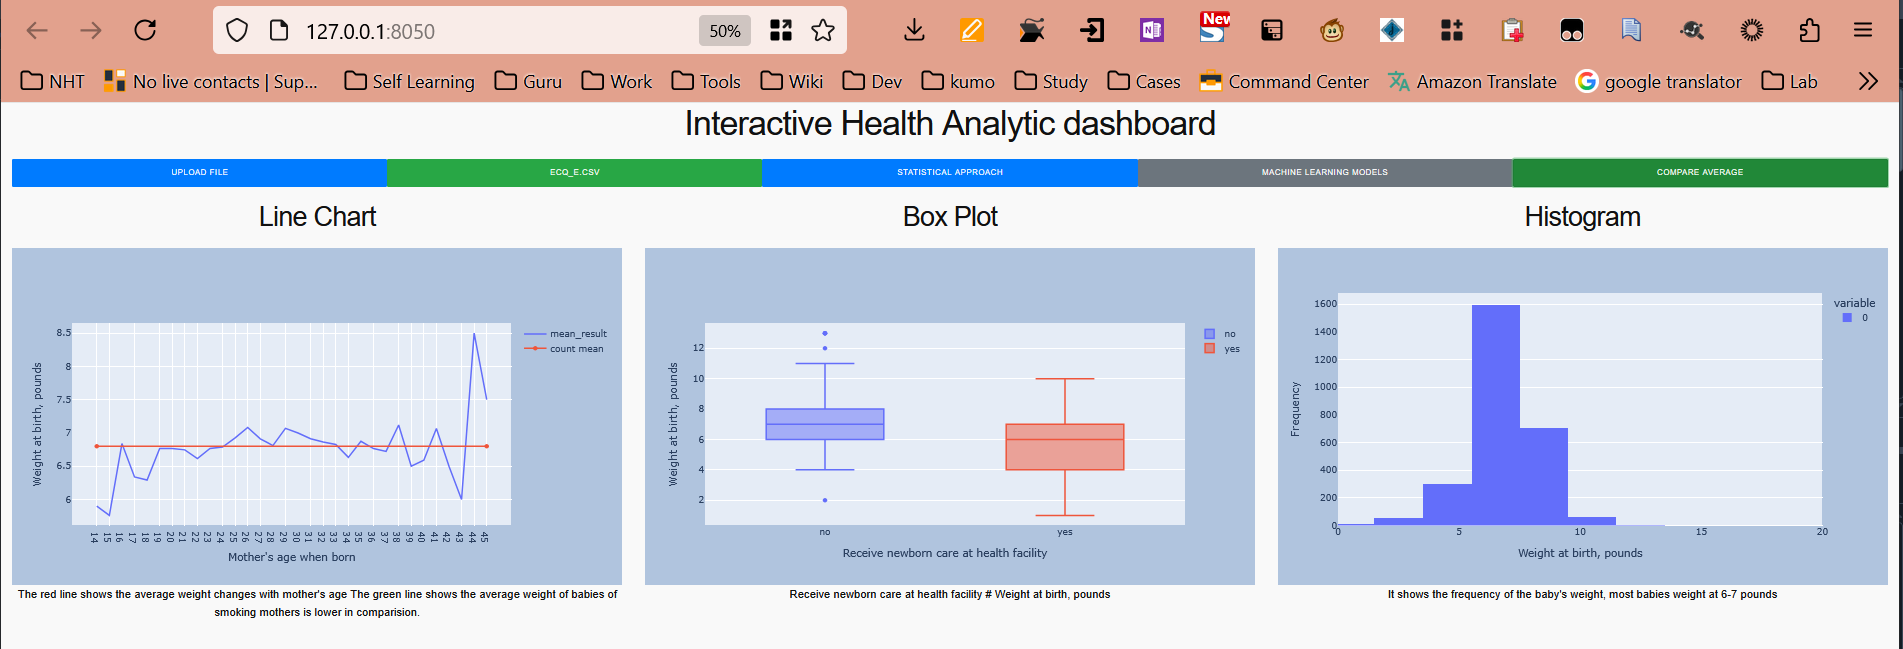 127.0.0.1:8050
50%
New
NHT
No live contacts | Sup...
Self Learning
Guru
Work
Tools
Wiki
Dev
kumo
Study
Cases
Command Center
Amazon Translate
google translator
Lab
Interactive Health Analytic dashboard
UPLOAD FILE
ECQ_E.CSV
STATISTICAL APPROACH
MACHINE LEARNING MODELS
COMPARE AVERAGE
Line Chart
8.5
8
7.5
7
6.5
6
Weight at birth, pounds
14 15 16 17 18 19 20 21 22 23 24 25 26 27 28 29 30 31 32 33 34 35 36 37 38 39 40 41 42 43 44 45
Mother's age when born
mean_result
count mean
The red line shows the average weight changes with mother's age The green line shows the average weight of babies of
smoking mothers is lower in comparision.
Box Plot
12
10
8
6
4
2
Weight at birth, pounds
no
yes
Receive newborn care at health facility
no
yes
Receive newborn care at health facility # Weight at birth, pounds
Histogram
1600
1400
1200
1000
800
600
400
200
0
Frequency
0 5 10 15 20
Weight at birth, pounds
variable
0
It shows the frequency of the baby's weight, most babies weight at 6-7 pounds